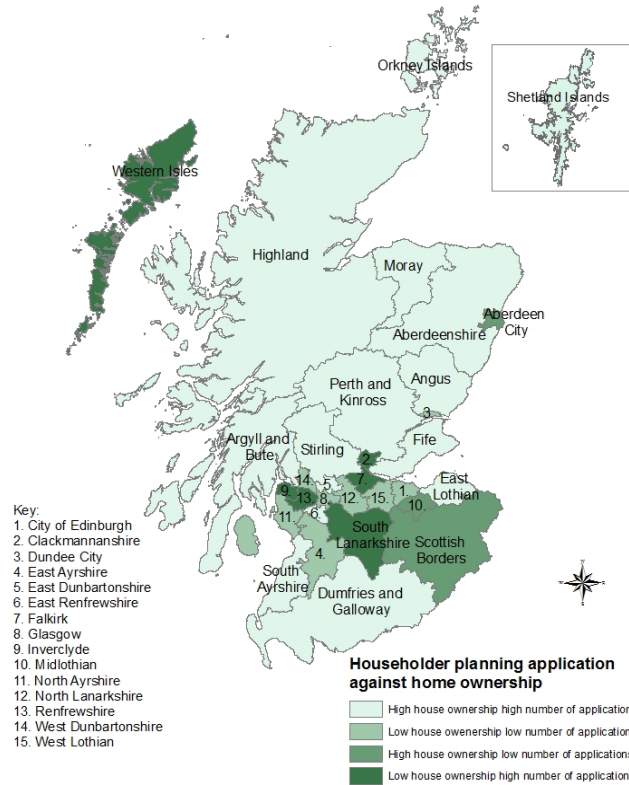 Orkney Islands
Shetland Islands
Western Isles
Highland
Moray
Aberdeen
City
Aberdeenshire
Angus
Perth and
Kinross
3.
Fife
Argyll and
Bute
Stirling
2.
East
Lothian
14.
5.
7.
1.
9.
13.
8.
12.
15.
10.
11.
6.
South
Lanarkshire
Scottish
Borders
4.
South
Ayrshire
Dumfries and
Galloway
Key:
1. City of Edinburgh
2. Clackmannanshire
3. Dundee City
4. East Ayrshire
5. East Dunbartonshire
6. East Renfrewshire
7. Falkirk
8. Glasgow
9. Inverclyde
10. Midlothian
11. North Ayrshire
12. North Lanarkshire
13. Renfrewshire
14. West Dunbartonshire
15. West Lothian
Householder planning application
against home ownership
High house ownership high number of application
Low house owenership low number of application
High house ownership low number of applications
Low house ownership high number of application